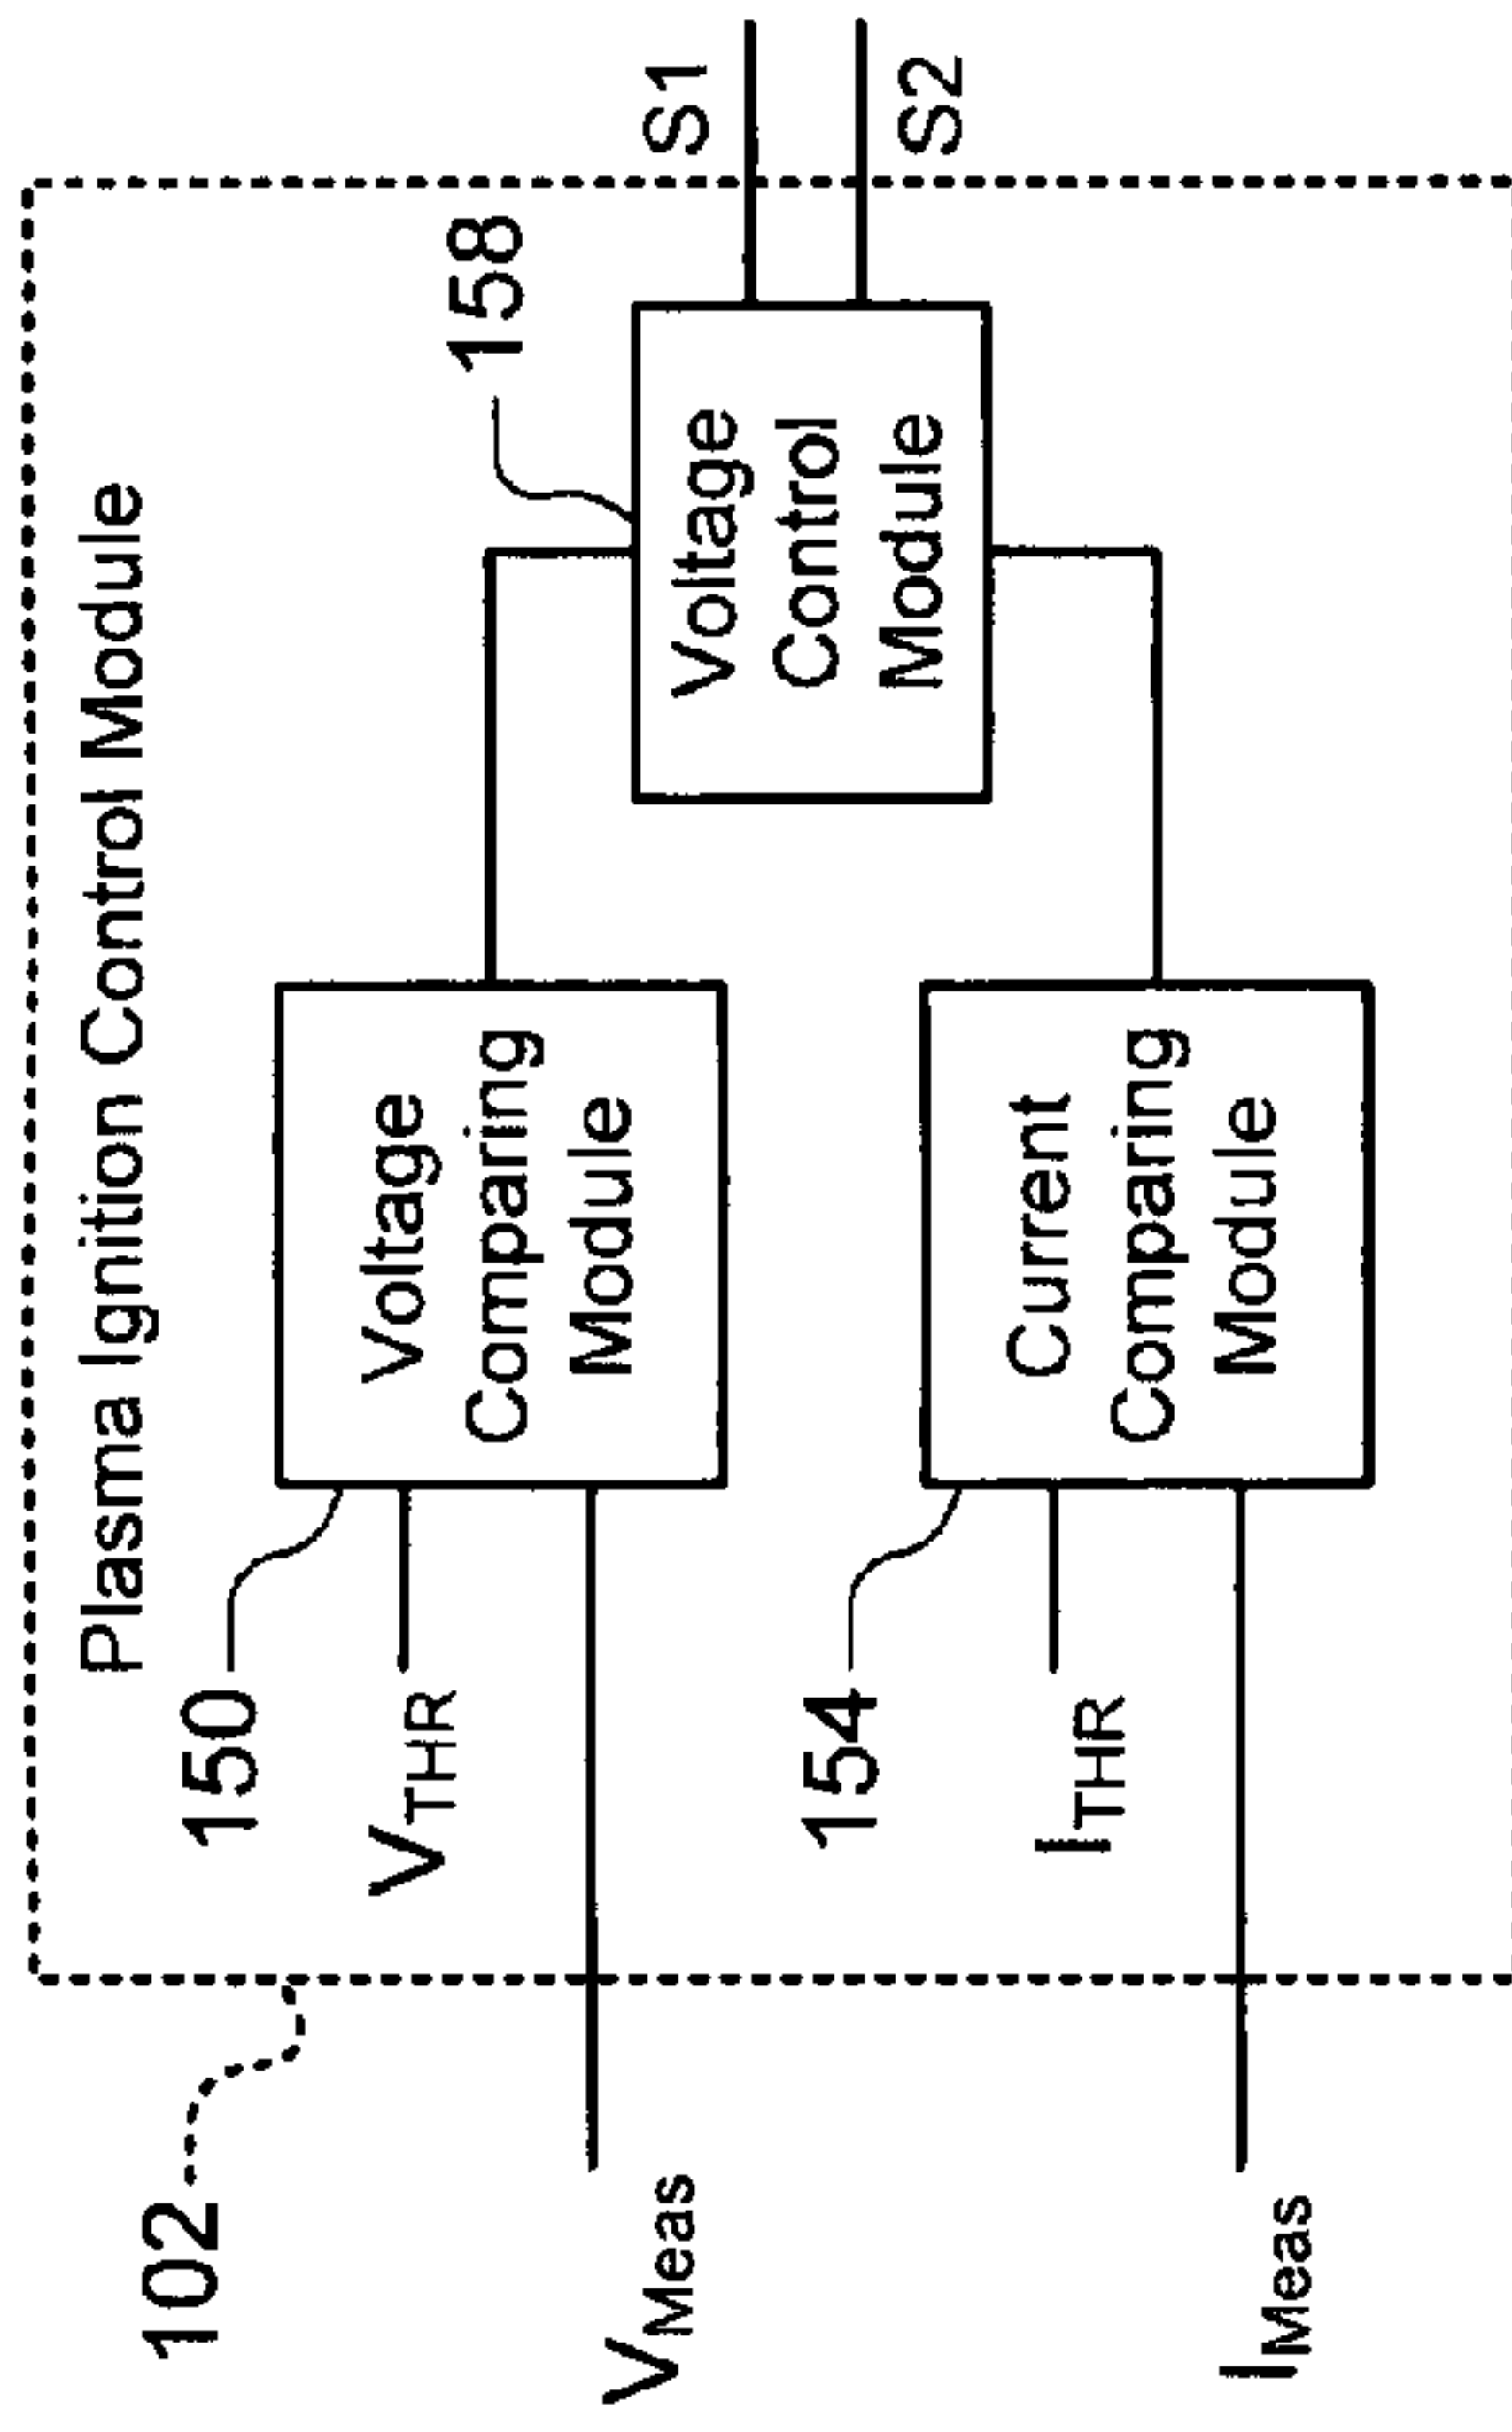 102
Plasma Ignition Control Module
150
V_THR
Voltage
Comparing
Module
V_Meas
158
Voltage
Control
Module
S1
S2
154
I_THR
Current
Comparing
Module
I_Meas